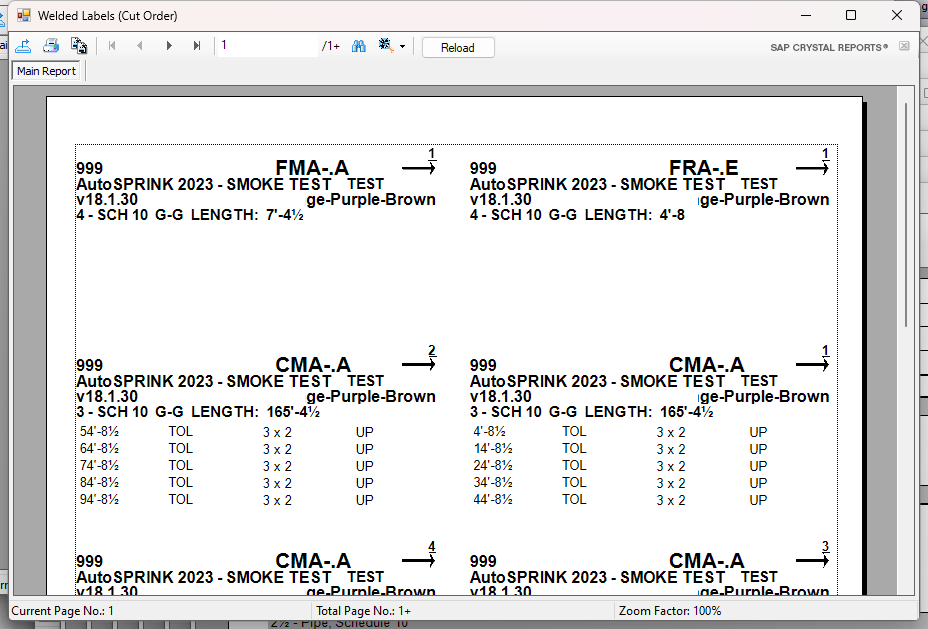 Welded Labels (Cut Order)
1 /1+ Reload SAP CRYSTAL REPORTS®
Main Report
1
999 FMA-.A
AutoSPRINK 2023 - SMOKE TEST TEST
v18.1.30 ge-Purple-Brown
4 - SCH 10 G-G LENGTH: 7'-4½
1
999 FRA-.E
AutoSPRINK 2023 - SMOKE TEST TEST
v18.1.30 ge-Purple-Brown
4 - SCH 10 G-G LENGTH: 4'-8
2
999 CMA-.A
AutoSPRINK 2023 - SMOKE TEST TEST
v18.1.30 ge-Purple-Brown
3 - SCH 10 G-G LENGTH: 165'-4½
54'-8½ TOL 3 x 2 UP
64'-8½ TOL 3 x 2 UP
74'-8½ TOL 3 x 2 UP
84'-8½ TOL 3 x 2 UP
94'-8½ TOL 3 x 2 UP
1
999 CMA-.A
AutoSPRINK 2023 - SMOKE TEST TEST
v18.1.30 ge-Purple-Brown
3 - SCH 10 G-G LENGTH: 165'-4½
4'-8½ TOL 3 x 2 UP
14'-8½ TOL 3 x 2 UP
24'-8½ TOL 3 x 2 UP
34'-8½ TOL 3 x 2 UP
44'-8½ TOL 3 x 2 UP
4
999 CMA-.A
AutoSPRINK 2023 - SMOKE TEST TEST
v18.1.30 ge-Purple-Brown
3
999 CMA-.A
AutoSPRINK 2023 - SMOKE TEST TEST
v18.1.30 ge-Purple-Brown
Current Page No.: 1 Total Page No.: 1+ Zoom Factor: 100%
2½ - Pipe, Schedule 10